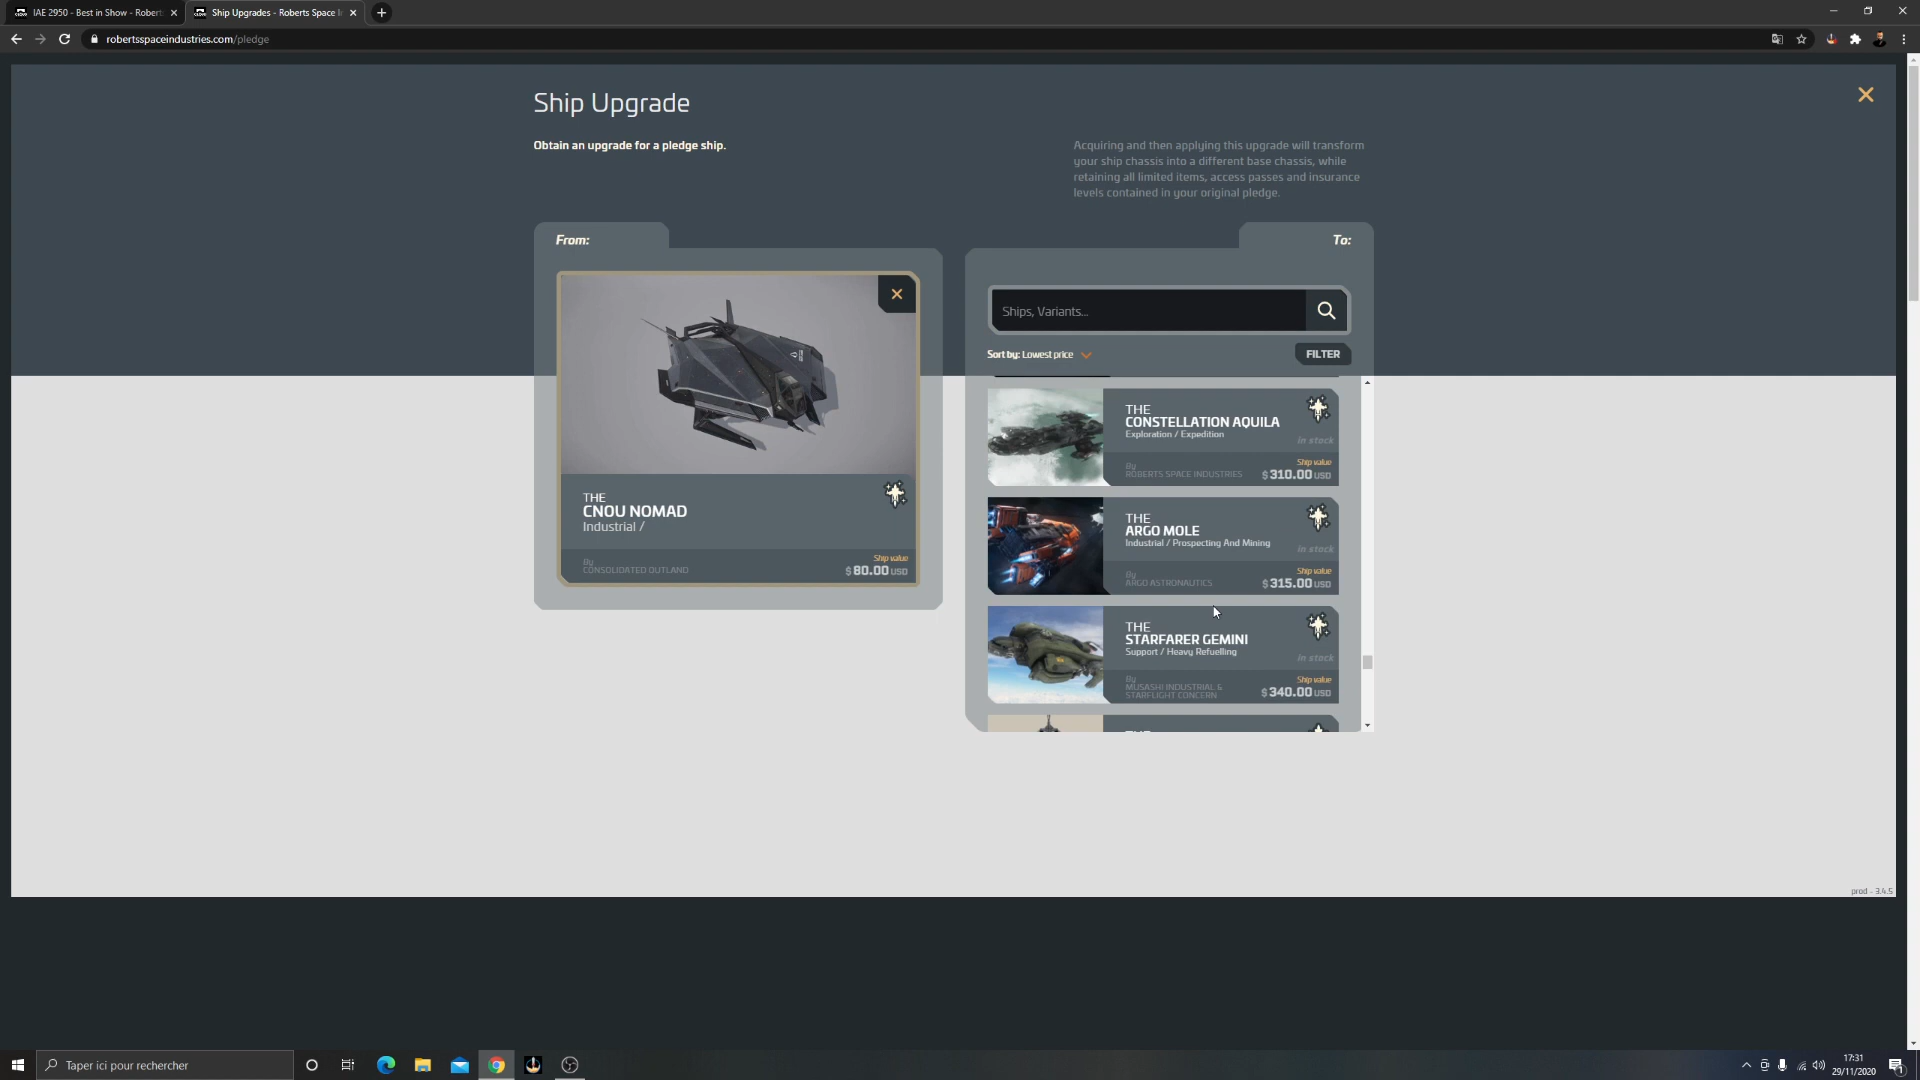 IAE 2950 - Best in Show - Robert
Ship Upgrades - Roberts Space I
robertsspaceindustries.com/pledge
Ship Upgrade
Obtain an upgrade for a pledge ship.
Acquiring and then applying this upgrade will transform
your ship chassis into a different base chassis, while
retaining all limited items, access passes and insurance
levels contained in your original pledge.
From:
THE
CNOU NOMAD
Industrial /
By
CONSOLIDATED OUTLAND
Ship value
$80.00 USD
To:
Ships, Variants...
Sort by: Lowest price
FILTER
THE
CONSTELLATION AQUILA
Exploration / Expedition
in stock
By
ROBERTS SPACE INDUSTRIES
Ship value
$310.00 USD
THE
ARGO MOLE
Industrial / Prospecting And Mining
in stock
By
ARGO ASTRONAUTICS
Ship value
$315.00 USD
THE
STARFARER GEMINI
Support / Heavy Refuelling
in stock
By
MUSASHI INDUSTRIAL &
STARFLIGHT CONCERN
Ship value
$340.00 USD
prod - 3.4.5
Taper ici pour rechercher
17:31
29/11/2020